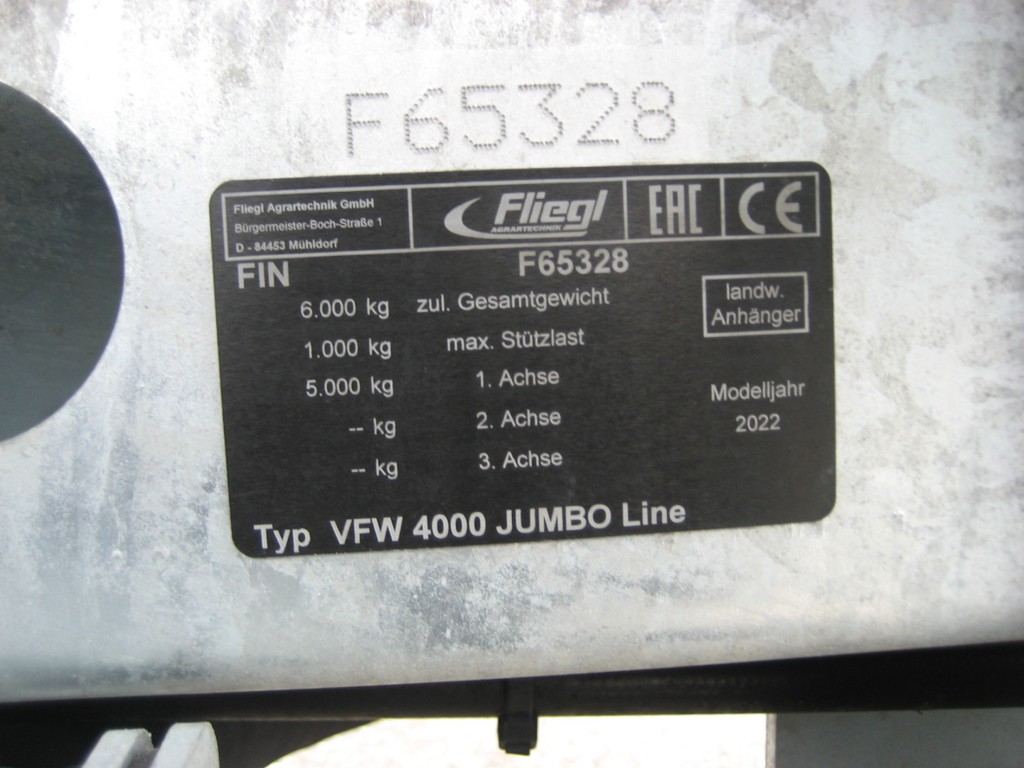 F65328
Fliegl Agrartechnik GmbH
Bürgermeister-Boch-Straße 1
D - 84453 Mühldorf
Fliegl
AGRARTECHNIK
EAC
CE
FIN F65328
6.000 kg zul. Gesamtgewicht
1.000 kg max. Stützlast
5.000 kg 1. Achse
-- kg 2. Achse
-- kg 3. Achse
landw.
Anhänger
Modelljahr
2022
Typ VFW 4000 JUMBO Line